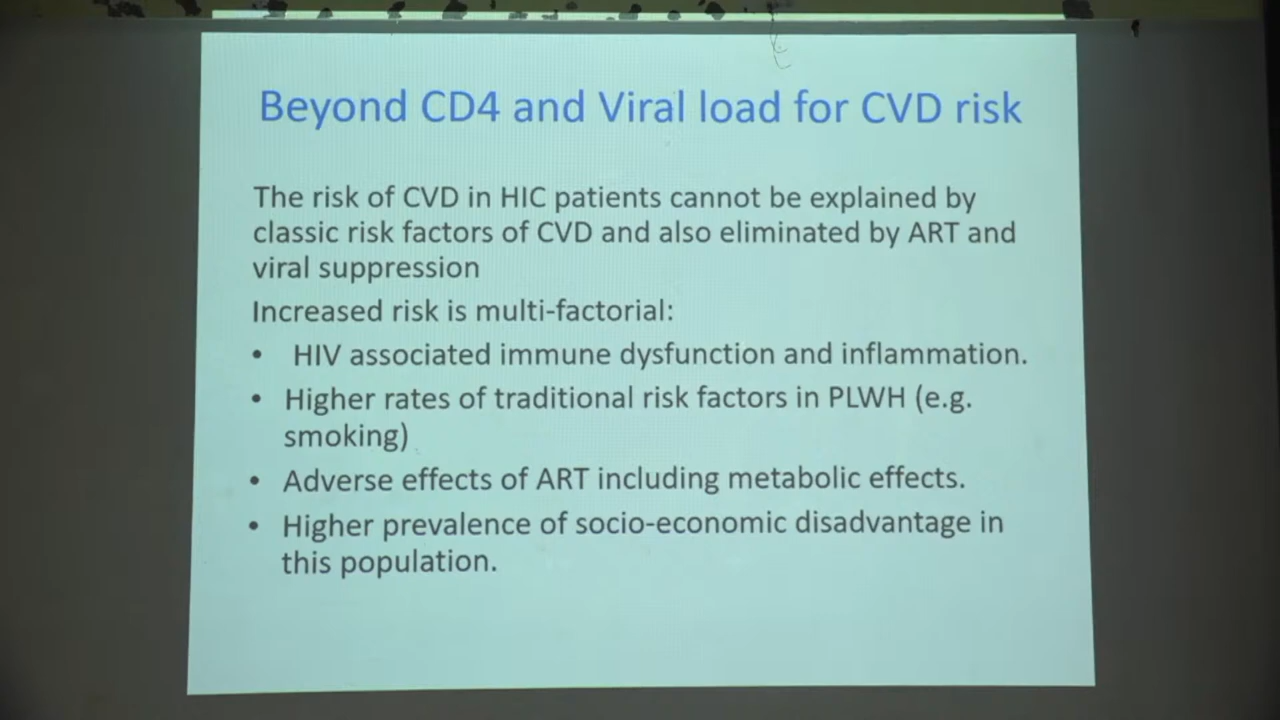 Beyond CD4 and Viral load for CVD risk
The risk of CVD in HIC patients cannot be explained by
classic risk factors of CVD and also eliminated by ART and
viral suppression
Increased risk is multi-factorial:
• HIV associated immune dysfunction and inflammation.
• Higher rates of traditional risk factors in PLWH (e.g.
smoking)
• Adverse effects of ART including metabolic effects.
• Higher prevalence of socio-economic disadvantage in
this population.